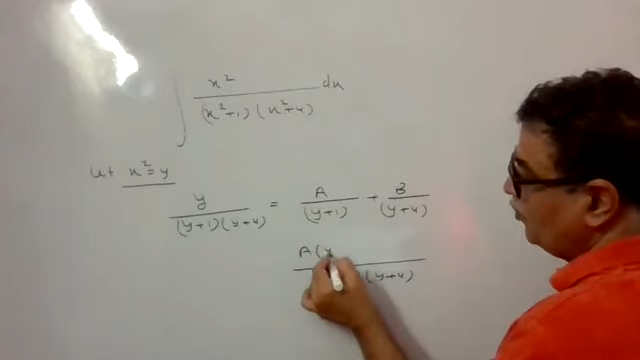 ∫ x² / (x²+1)(x²+4) dx
Let x² = y
y / (y+1)(y+4) = A / (y+1) + B / (y+4)
A(y
(y+4)